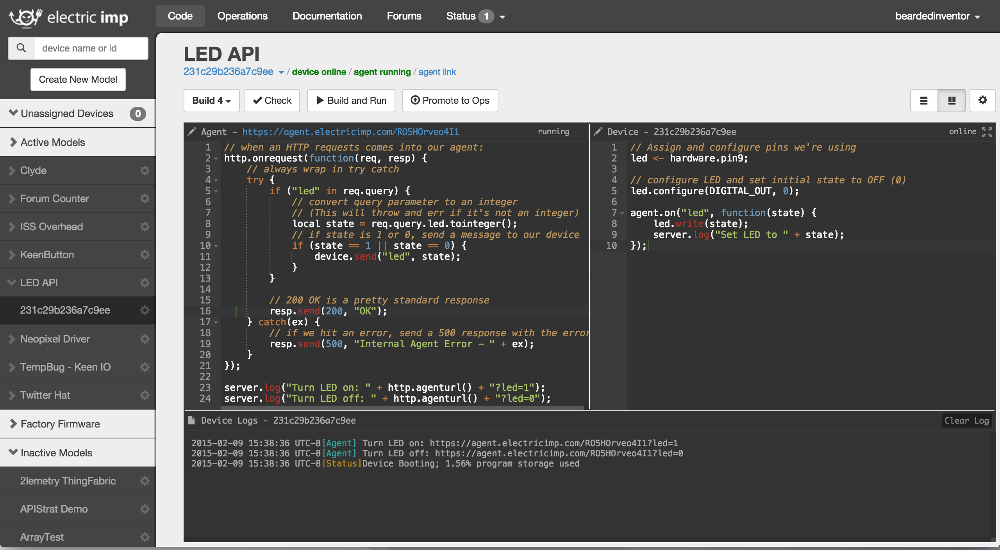 electric imp
Code
Operations
Documentation
Forums
Status 1
beardedinventor
device name or id
Create New Model
Unassigned Devices 0
Active Models
Clyde
Forum Counter
ISS Overhead
KeenButton
LED API
231c29b236a7c9ee
Neopixel Driver
TempBug - Keen IO
Twitter Hat
Factory Firmware
Inactive Models
2lemetry ThingFabric
APIStrat Demo
ArrayTest
LED API
231c29b236a7c9ee / device online / agent running / agent link
Build 4
Check
Build and Run
Promote to Ops
Agent - https://agent.electricimp.com/RO5HOrveo4I1 running
1 // when an HTTP requests comes into our agent:
2 http.onrequest(function(req, resp) {
3     // always wrap in try catch
4     try {
5         if ("led" in req.query) {
6             // convert query parameter to an integer
7             // (This will throw and err if it's not an integer)
8             local state = req.query.led.tointeger();
9             // if state is 1 or 0, send a message to our device
10             if (state == 1 || state == 0) {
11                 device.send("led", state);
12             }
13         }
14
15         // 200 OK is a pretty standard response
16         resp.send(200, "OK");
17     } catch(ex) {
18         // if we hit an error, send a 500 response with the error
19         resp.send(500, "Internal Agent Error - " + ex);
20     }
21 });
22
23 server.log("Turn LED on: " + http.agenturl() + "?led=1");
24 server.log("Turn LED off: " + http.agenturl() + "?led=0");
Device - 231c29b236a7c9ee online
1 // Assign and configure pins we're using
2 led <- hardware.pin9;
3
4 // configure LED and set initial state to OFF (0)
5 led.configure(DIGITAL_OUT, 0);
6
7 agent.on("led", function(state) {
8     led.write(state);
9     server.log("Set LED to " + state);
10 });
Device Logs - 231c29b236a7c9ee
Clear Log
2015-02-09 15:38:36 UTC-8[Agent] Turn LED on: https://agent.electricimp.com/RO5HOrveo4I1?led=1
2015-02-09 15:38:36 UTC-8[Agent] Turn LED off: https://agent.electricimp.com/RO5HOrveo4I1?led=0
2015-02-09 15:38:36 UTC-8[Status]Device Booting; 1.56% program storage used